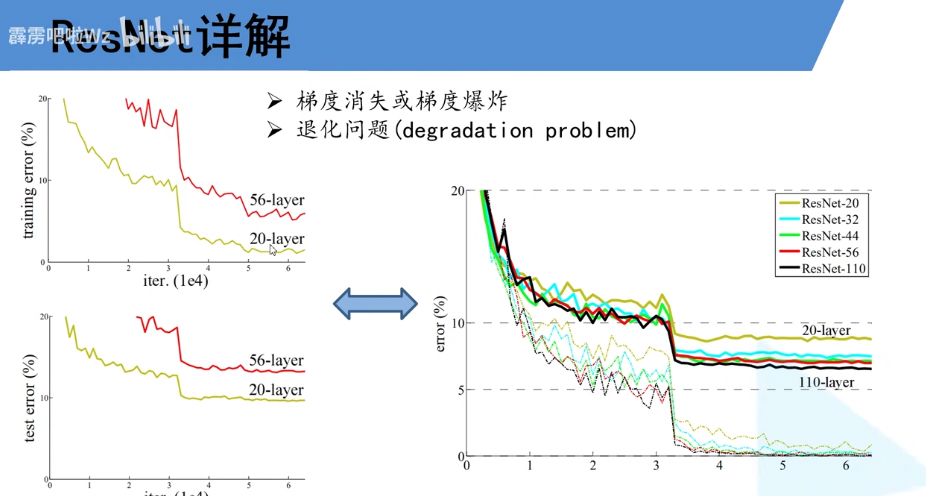 霹雳吧啦Wz bilibili
ResNet详解
➢ 梯度消失或梯度爆炸
➢ 退化问题(degradation problem)
training error (%)
20
10
0
56-layer
20-layer
0 1 2 3 4 5 6
iter. (1e4)
test error (%)
20
10
0
56-layer
20-layer
0 1 2 3 4 5 6
iter. (1e4)
error (%)
20
10
5
0
ResNet-20
ResNet-32
ResNet-44
ResNet-56
ResNet-110
20-layer
110-layer
0 1 2 3 4 5 6